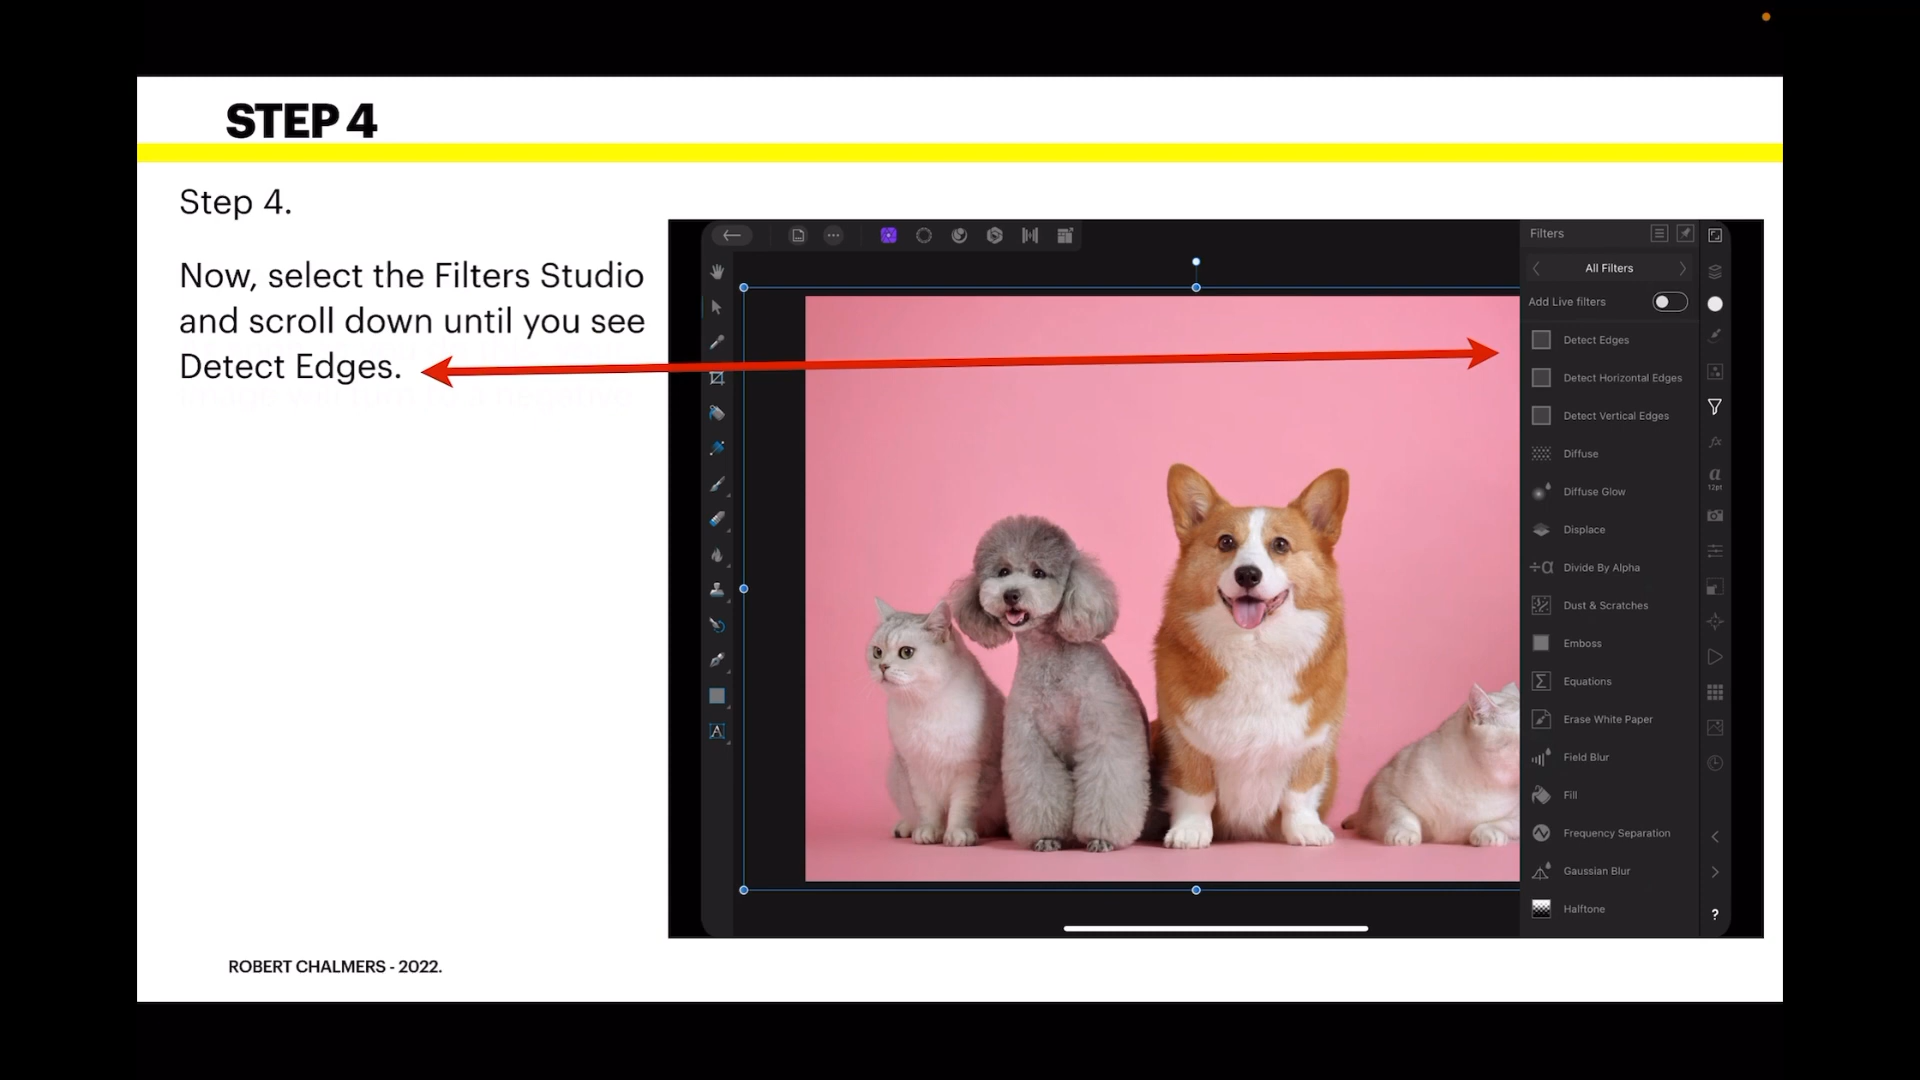 STEP 4
Step 4.
Now, select the Filters Studio
and scroll down until you see
Detect Edges.
Filters
All Filters
Add Live filters
Detect Edges
Detect Horizontal Edges
Detect Vertical Edges
Diffuse
Diffuse Glow
Displace
÷α Divide By Alpha
Dust & Scratches
Emboss
Σ Equations
Erase White Paper
Field Blur
Fill
Frequency Separation
Gaussian Blur
Halftone
fx
a
12pt
?
A
ROBERT CHALMERS - 2022.